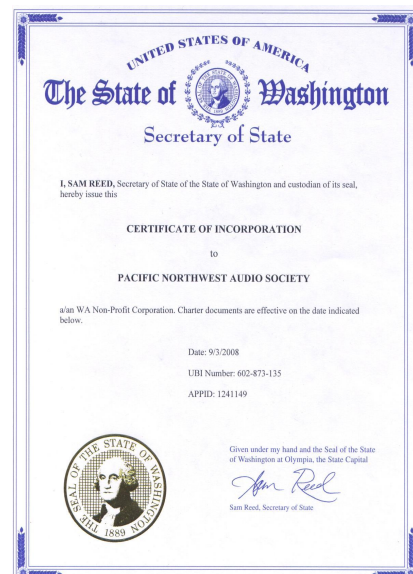 UNITED STATES OF AMERICA
The State of Washington
Secretary of State
I, SAM REED, Secretary of State of the State of Washington and custodian of its seal,
hereby issue this
CERTIFICATE OF INCORPORATION
to
PACIFIC NORTHWEST AUDIO SOCIETY
a/an WA Non-Profit Corporation. Charter documents are effective on the date indicated
below.
Date: 9/3/2008
UBI Number: 602-873-135
APPID: 1241149
THE SEAL OF THE STATE OF WASHINGTON
1889
Given under my hand and the Seal of the State
of Washington at Olympia, the State Capital
Sam Reed
Sam Reed, Secretary of State